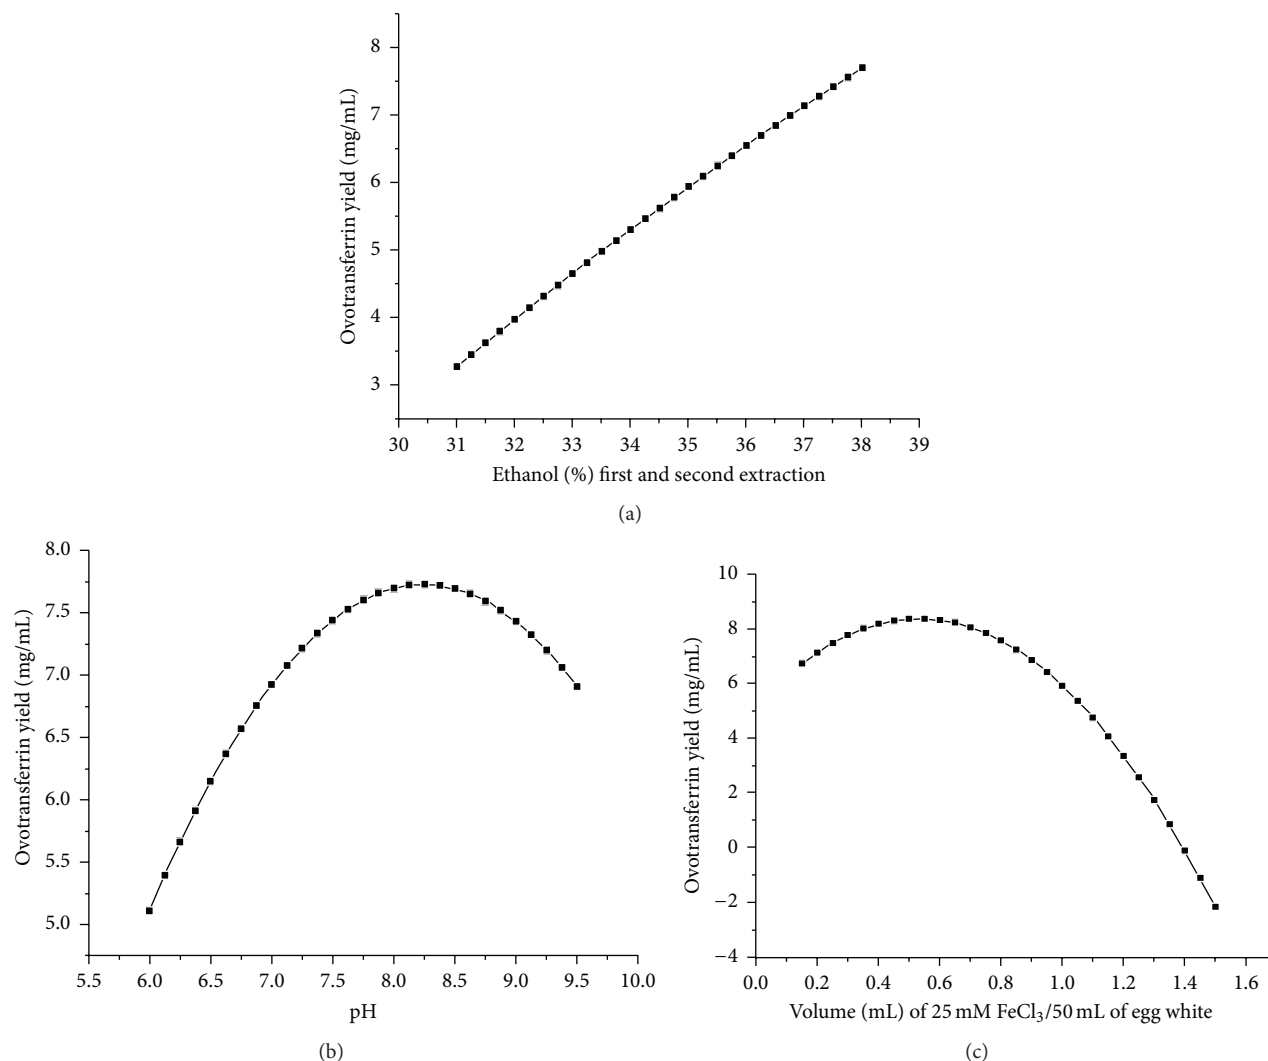 8
7
6
5
4
3
Ovotransferrin yield (mg/mL)
30 31 32 33 34 35 36 37 38 39
Ethanol (%) first and second extraction
(a)
8.0
7.5
7.0
6.5
6.0
5.5
5.0
Ovotransferrin yield (mg/mL)
5.5 6.0 6.5 7.0 7.5 8.0 8.5 9.0 9.5 10.0
pH
(b)
10
8
6
4
2
0
−2
−4
Ovotransferrin yield (mg/mL)
0.0 0.2 0.4 0.6 0.8 1.0 1.2 1.4 1.6
Volume (mL) of 25 mM FeCl₃/50 mL of egg white
(c)